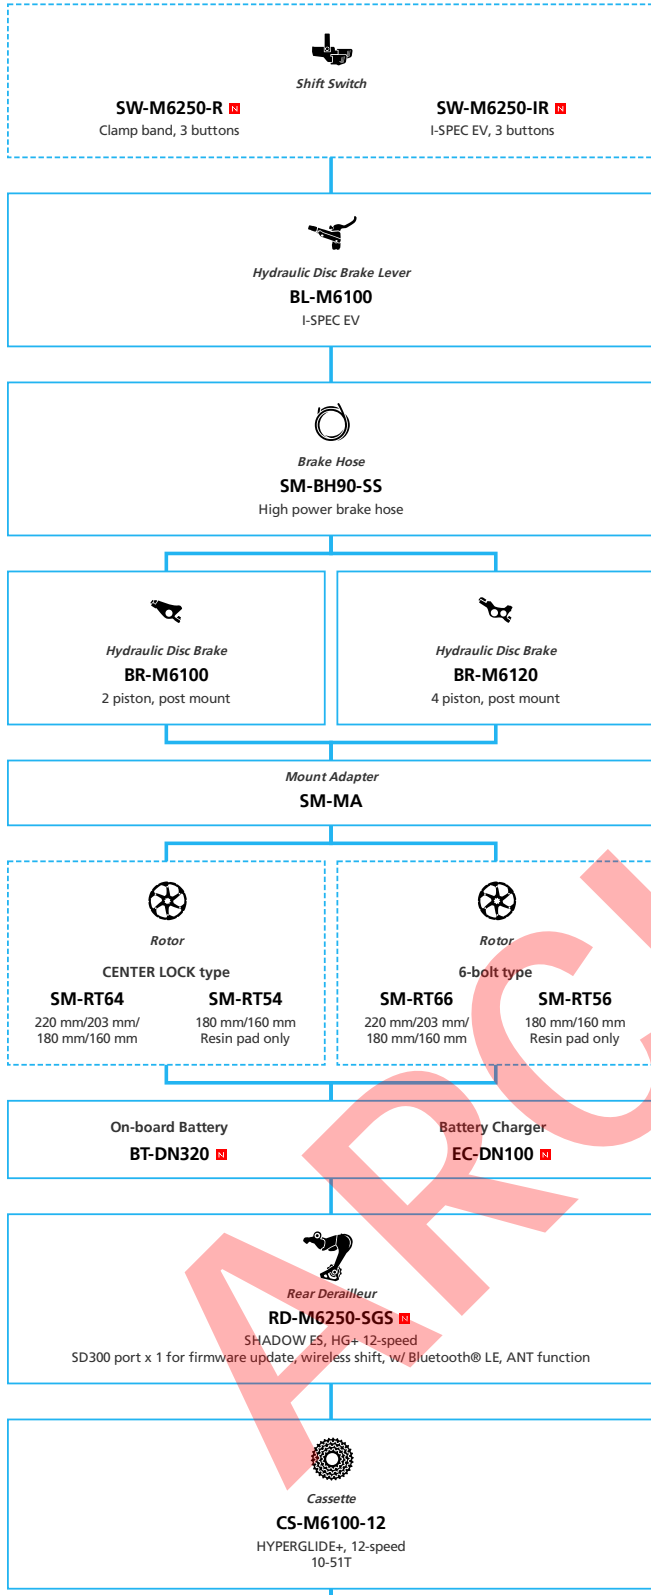 Shift Switch
SW-M6250-R N
SW-M6250-IR N
Clamp band, 3 buttons
I-SPEC EV, 3 buttons
Hydraulic Disc Brake Lever
BL-M6100
I-SPEC EV
Brake Hose
SM-BH90-SS
High power brake hose
Hydraulic Disc Brake
BR-M6100
2 piston, post mount
Hydraulic Disc Brake
BR-M6120
4 piston, post mount
Mount Adapter
SM-MA
Rotor
CENTER LOCK type
SM-RT64
220 mm/203 mm/
180 mm/160 mm
SM-RT54
180 mm/160 mm
Resin pad only
Rotor
6-bolt type
SM-RT66
220 mm/203 mm/
180 mm/160 mm
SM-RT56
180 mm/160 mm
Resin pad only
On-board Battery
BT-DN320 N
Battery Charger
EC-DN100 N
Rear Derailleur
RD-M6250-SGS N
SHADOW ES, HG+ 12-speed
SD300 port x 1 for firmware update, wireless shift, w/ Bluetooth® LE, ANT function
Cassette
CS-M6100-12
HYPERGLIDE+, 12-speed
10-51T